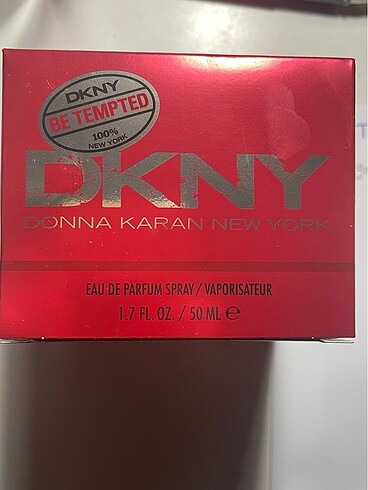 DKNY
BE TEMPTED
100%
NEW YORK
DKNY
DONNA KARAN NEW YORK
EAU DE PARFUM SPRAY / VAPORISATEUR
1.7 FL. OZ. / 50 ML ℮